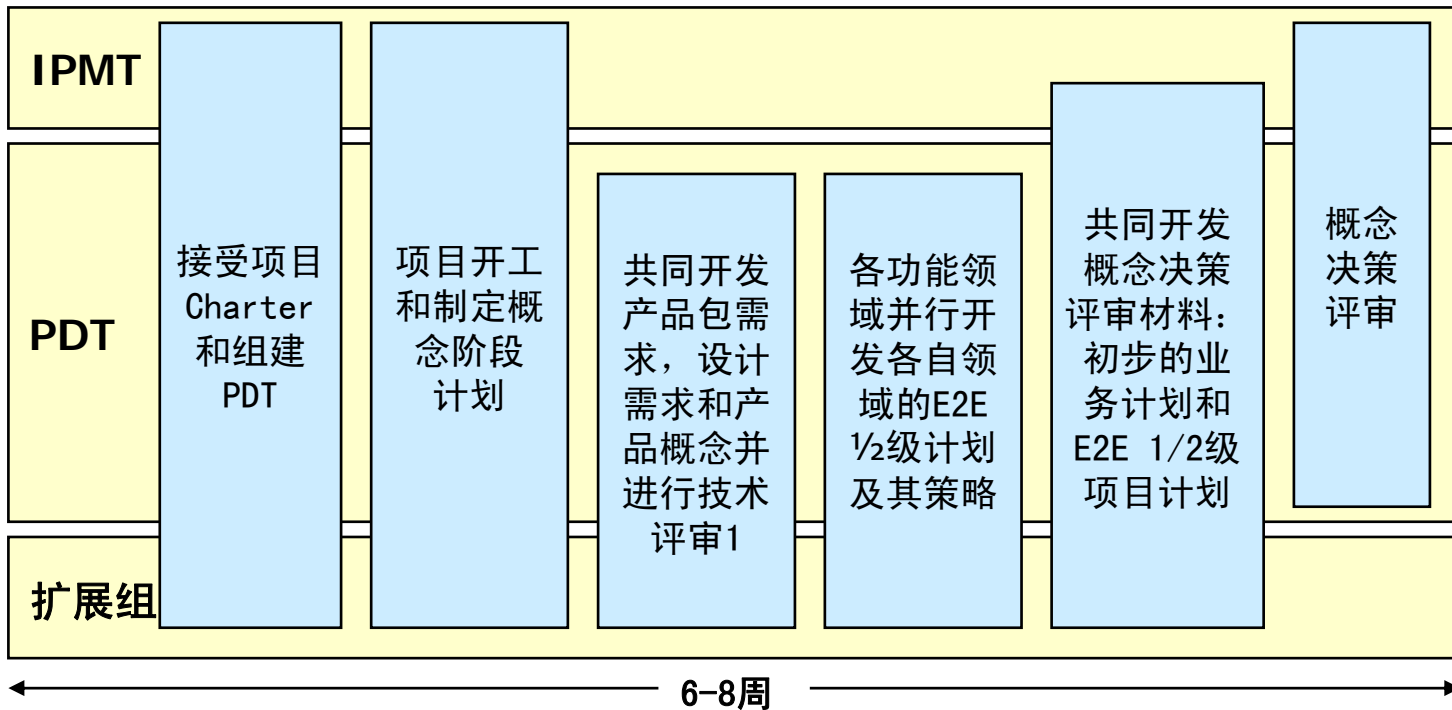 IPMT
PDT
扩展组
接受项目
Charter
和组建
PDT
项目开工
和制定概
念阶段
计划
共同开发
产品包需
求，设计
需求和产
品概念并
进行技术
评审1
各功能领
域并行开
发各自领
域的E2E
½级计划
及其策略
共同开发
概念决策
评审材料：
初步的业
务计划和
E2E 1/2级
项目计划
概念
决策
评审
6-8周